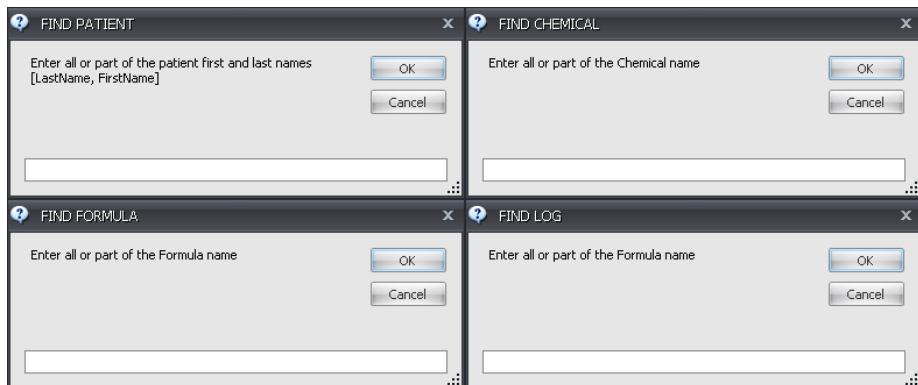 FIND PATIENT x
Enter all or part of the patient first and last names
[LastName, FirstName]
OK
Cancel
FIND CHEMICAL x
Enter all or part of the Chemical name
OK
Cancel
FIND FORMULA x
Enter all or part of the Formula name
OK
Cancel
FIND LOG x
Enter all or part of the Formula name
OK
Cancel